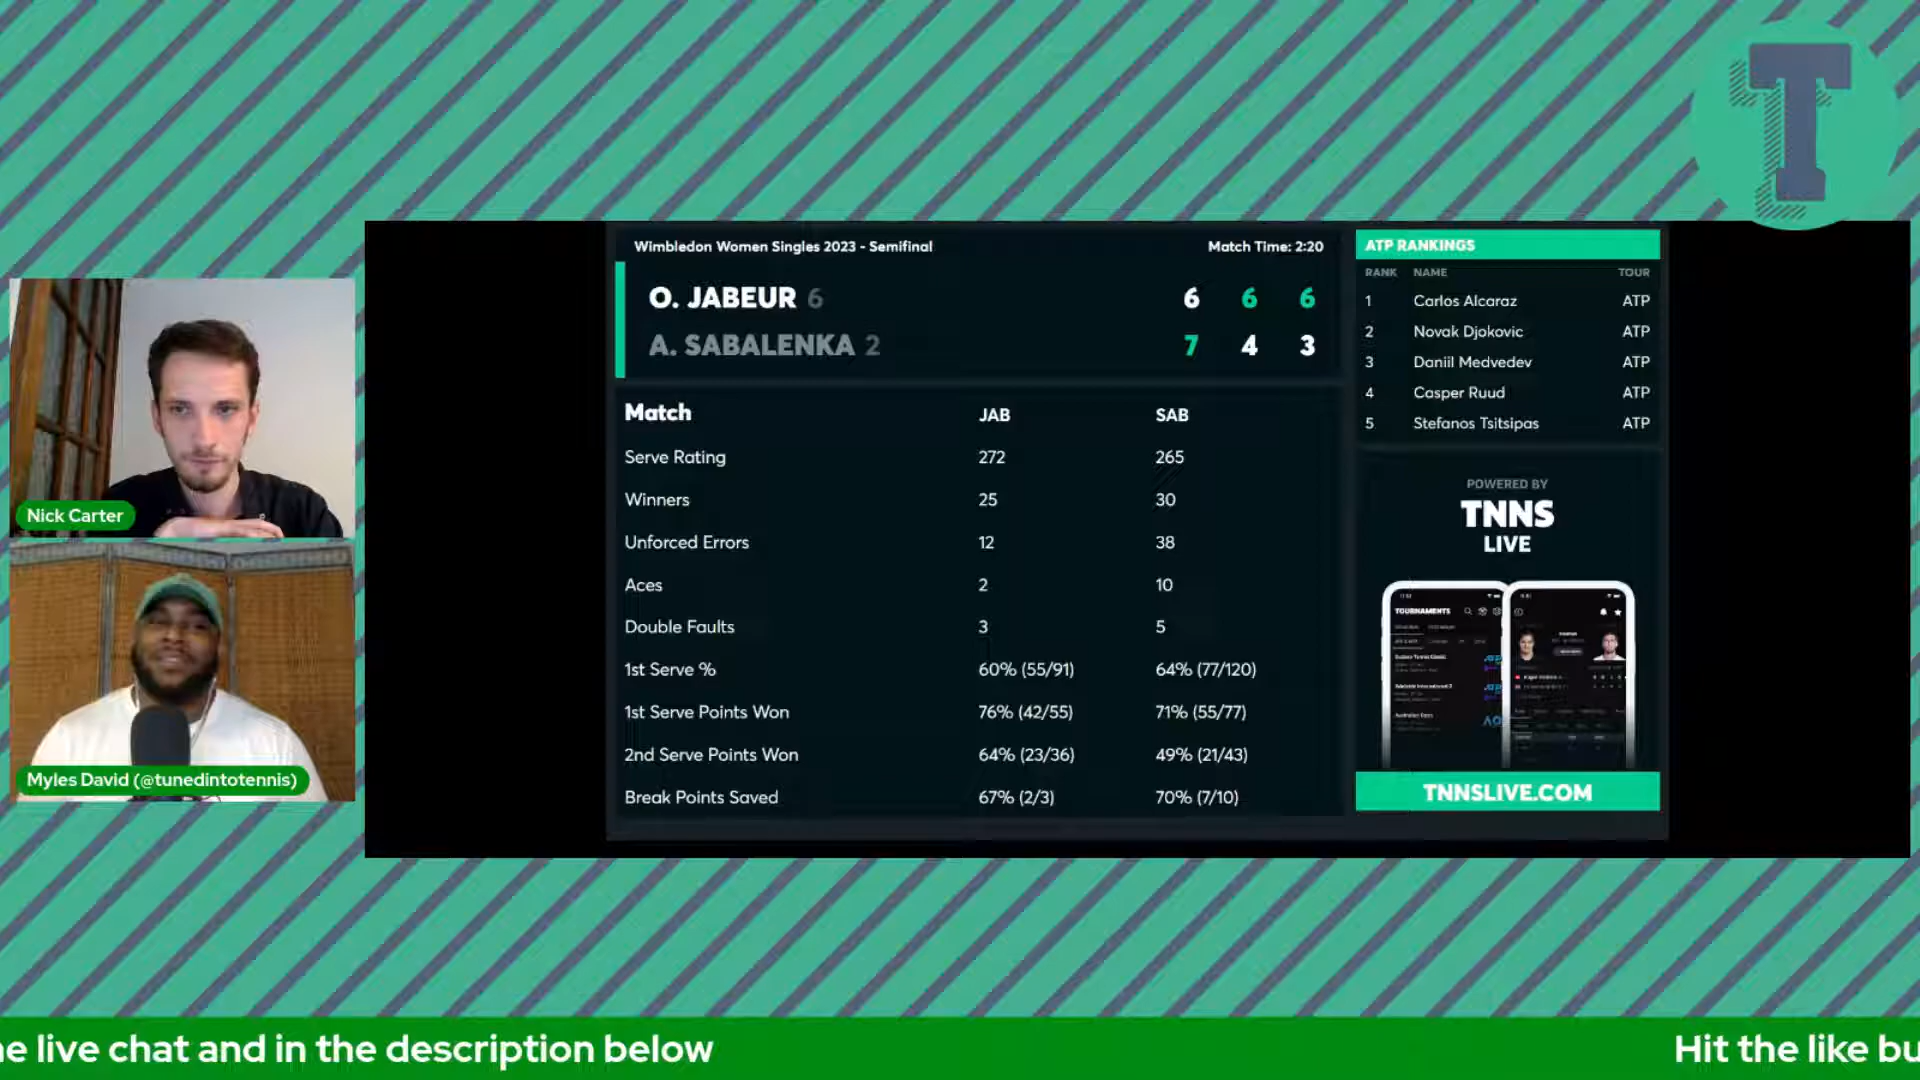 T
Wimbledon Women Singles 2023 - Semifinal Match Time: 2:20
O. JABEUR 6 6 6 6
A. SABALENKA 2 7 4 3
Match JAB SAB
Serve Rating 272 265
Winners 25 30
Unforced Errors 12 38
Aces 2 10
Double Faults 3 5
1st Serve % 60% (55/91) 64% (77/120)
1st Serve Points Won 76% (42/55) 71% (55/77)
2nd Serve Points Won 64% (23/36) 49% (21/43)
Break Points Saved 67% (2/3) 70% (7/10)
ATP RANKINGS
RANK NAME TOUR
1 Carlos Alcaraz ATP
2 Novak Djokovic ATP
3 Daniil Medvedev ATP
4 Casper Ruud ATP
5 Stefanos Tsitsipas ATP
POWERED BY
TNNS
LIVE
TOURNAMENTS
TNNSLIVE.COM
Nick Carter
Myles David (@tunedintotennis)
e live chat and in the description below
Hit the like bu